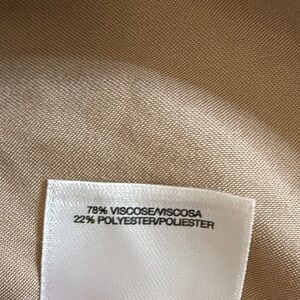 78% VISCOSE/VISCOSA
22% POLYESTER/POLIESTER